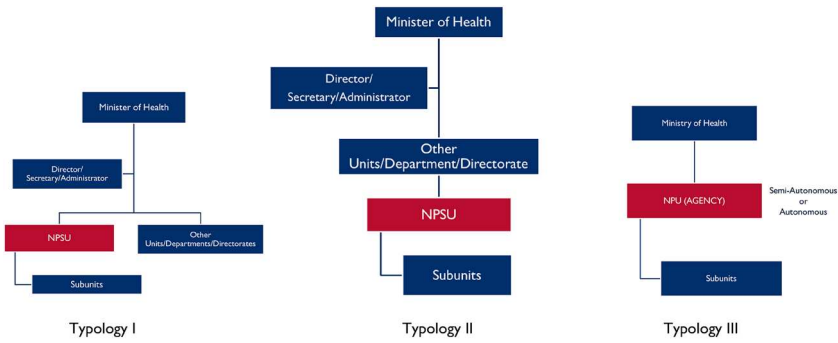 Minister of Health
Director/
Secretary/Administrator
NPSU
Other
Units/Departments/Directorates
Subunits
Typology I
Minister of Health
Director/
Secretary/Administrator
Other
Units/Department/Directorate
NPSU
Subunits
Typology II
Ministry of Health
NPU (AGENCY)
Semi-Autonomous
or
Autonomous
Subunits
Typology III